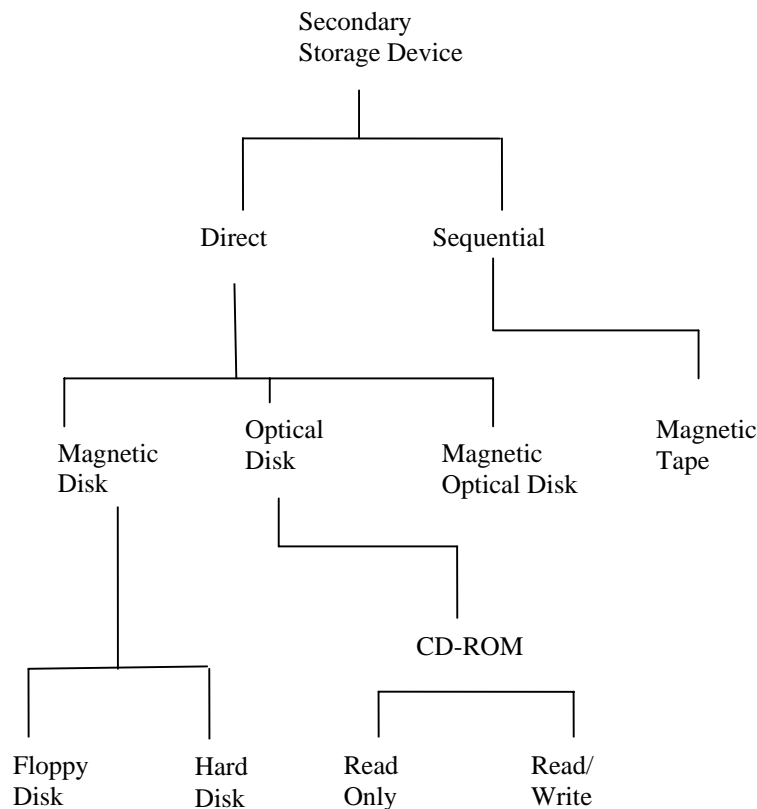 Secondary
Storage Device
Direct
Sequential
Magnetic
Disk
Optical
Disk
Magnetic
Optical Disk
Magnetic
Tape
CD-ROM
Floppy
Disk
Hard
Disk
Read
Only
Read/
Write